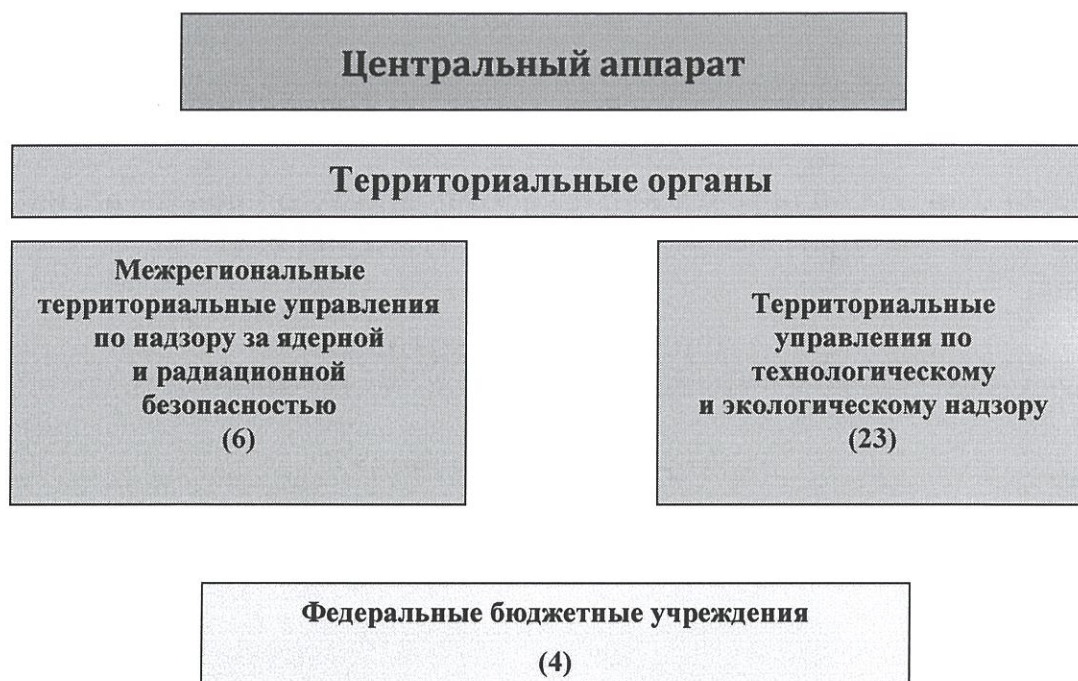 Центральный аппарат
Территориальные органы
Межрегиональные
территориальные управления
по надзору за ядерной
и радиационной
безопасностью
(6)
Территориальные
управления по
технологическому
и экологическому надзору
(23)
Федеральные бюджетные учреждения
(4)